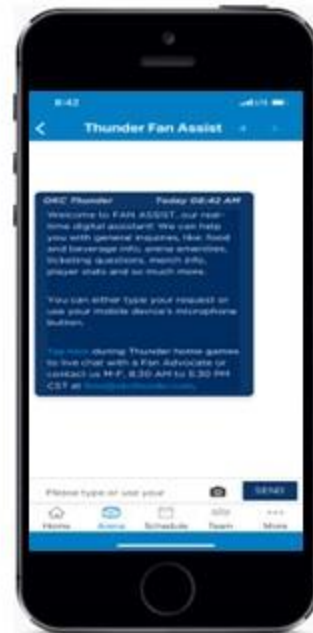 8:42
Thunder Fan Assist
OKC Thunder Today 08:42 AM
Welcome to FAN ASSIST, our real-
time digital assistant! We can help
you with general inquiries, like: food
and beverage info, arena amenities,
ticketing questions, merch info,
player stats and so much more.
You can either type your request or
use your mobile device's microphone
button.
Tap here during Thunder home games
to live chat with a Fan Advocate or
contact us M-F, 8:30 AM to 5:30 PM
CST at
Please type or use your
SEND
Home Arena Schedule Team More